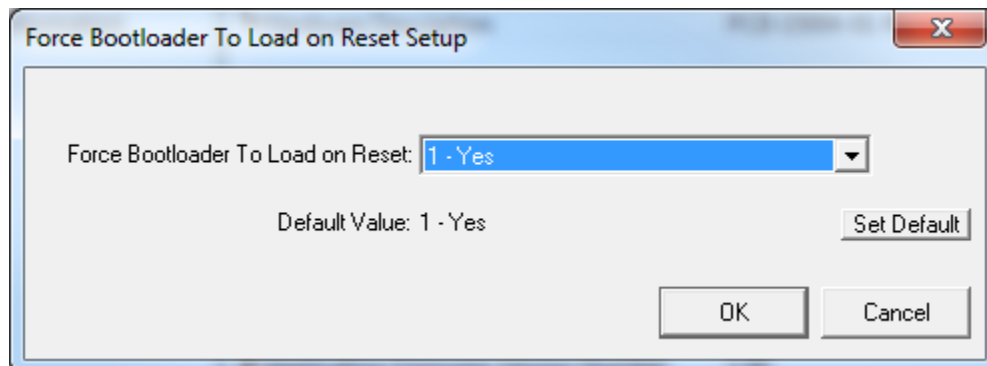 Force Bootloader To Load on Reset Setup
Force Bootloader To Load on Reset: 1 - Yes
Default Value: 1 - Yes
Set Default
OK
Cancel